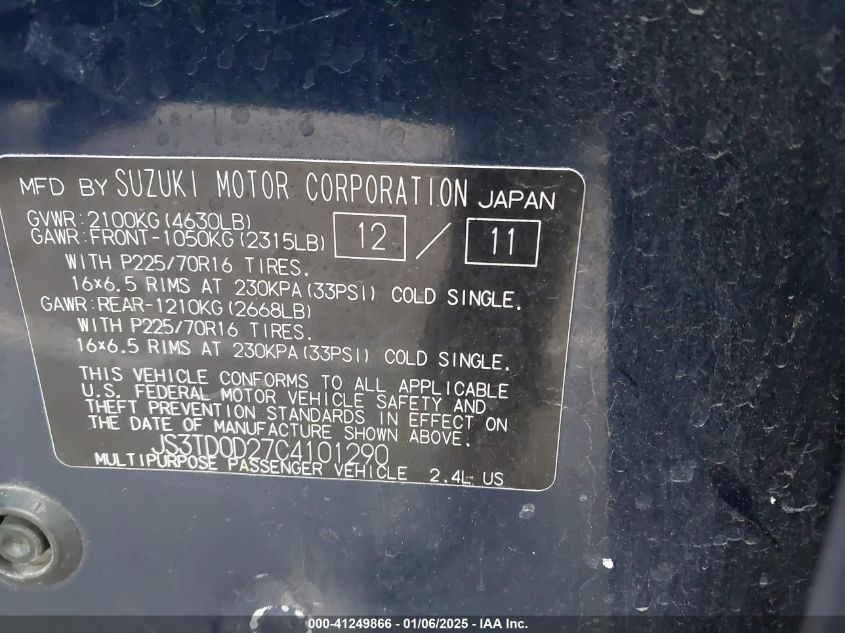 MFD BY SUZUKI MOTOR CORPORATION JAPAN
GVWR:2100KG(4630LB)
GAWR:FRONT-1050KG(2315LB) 12 / 11
WITH P225/70R16 TIRES.
16×6.5 RIMS AT 230KPA(33PSI) COLD SINGLE.
GAWR:REAR-1210KG(2668LB)
WITH P225/70R16 TIRES.
16×6.5 RIMS AT 230KPA(33PSI) COLD SINGLE.
THIS VEHICLE CONFORMS TO ALL APPLICABLE
U.S. FEDERAL MOTOR VEHICLE SAFETY AND
THEFT PREVENTION STANDARDS IN EFFECT ON
THE DATE OF MANUFACTURE SHOWN ABOVE.
JS3TD0D27C4101290
MULTIPURPOSE PASSENGER VEHICLE 2.4L US
000-41249866 - 01/06/2025 - IAA Inc.